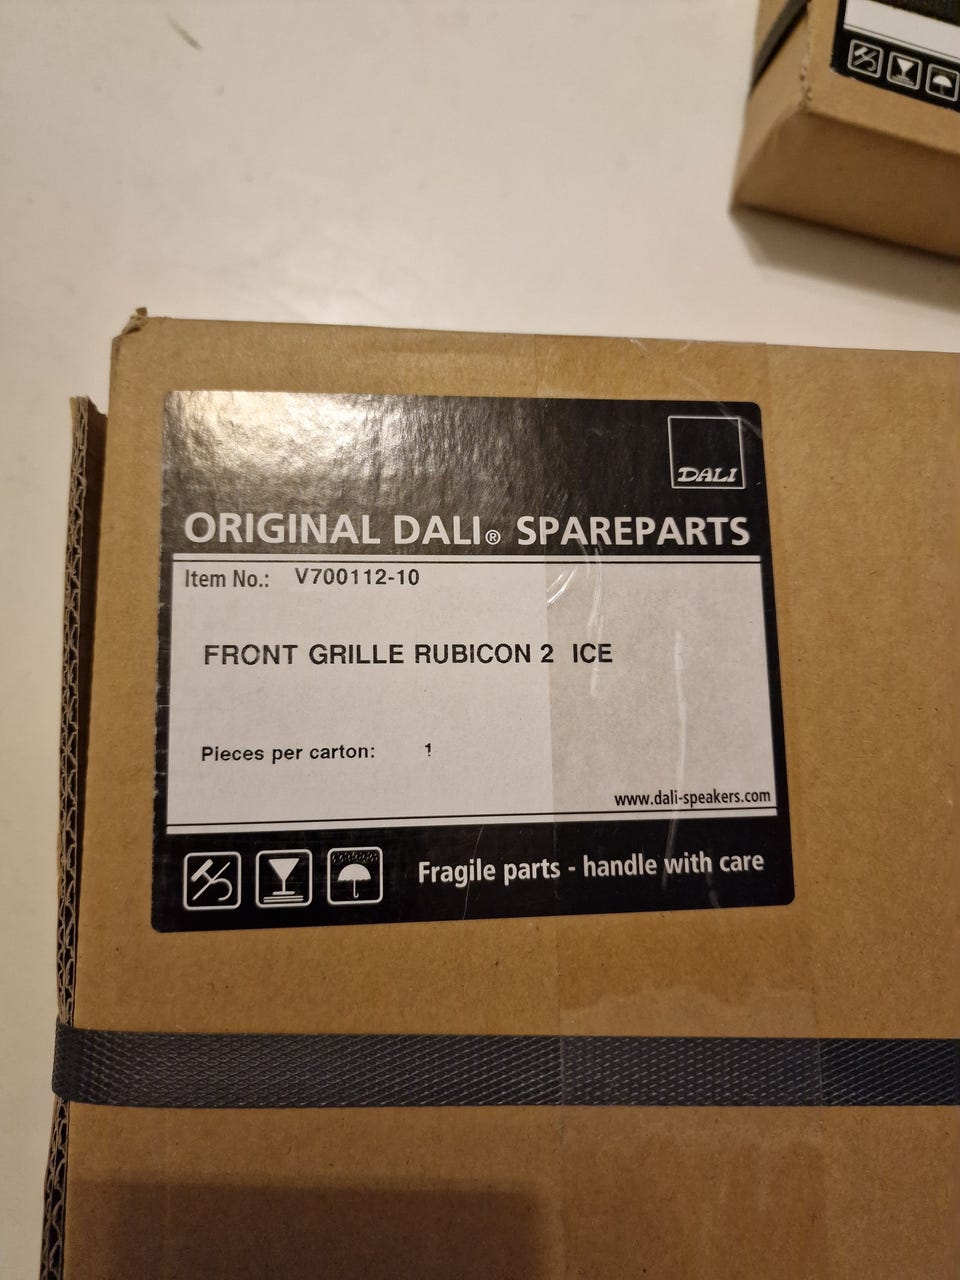 DALI
ORIGINAL DALI® SPAREPARTS
Item No.: V700112-10
FRONT GRILLE RUBICON 2 ICE
Pieces per carton: 1
www.dali-speakers.com
Fragile parts - handle with care